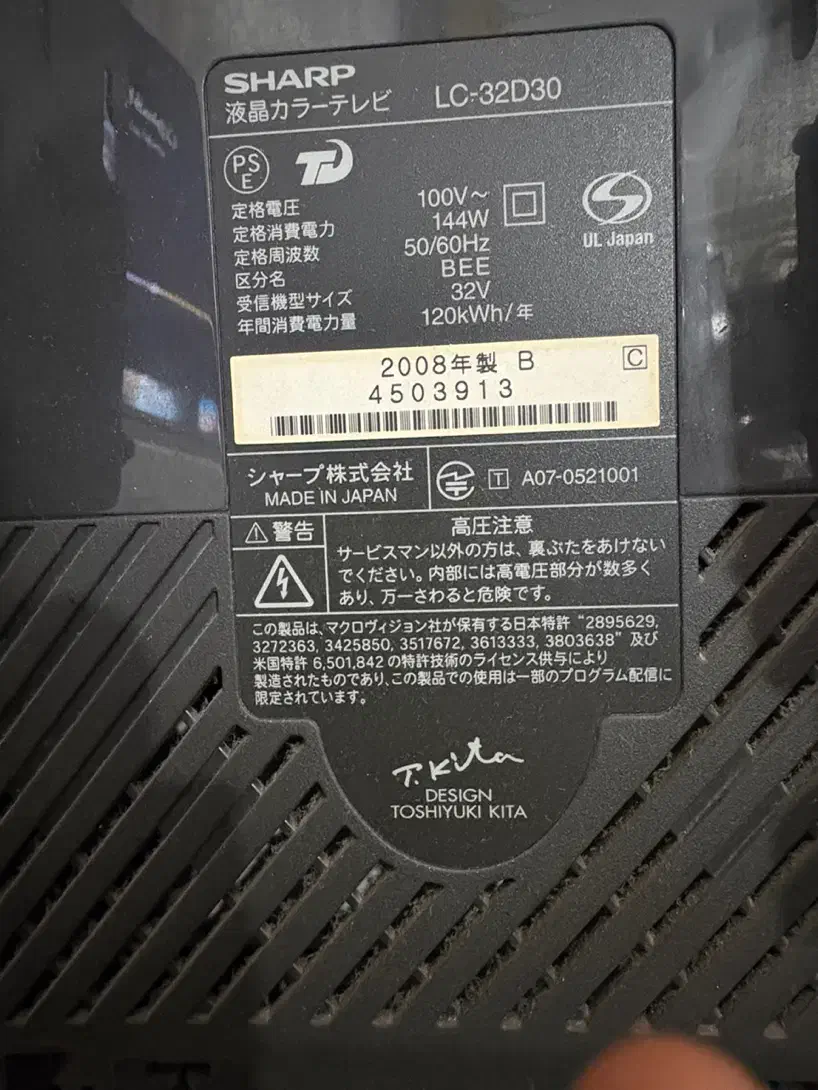 SHARP
液晶カラーテレビ LC-32D30
PS
E
定格電圧 100V～
定格消費電力 144W
定格周波数 50/60Hz
区分名 BEE
受信機型サイズ 32V
年間消費電力量 120kWh/年
UL Japan
2008年製 B C
4503913
シャープ株式会社
MADE IN JAPAN
T A07-0521001
⚠警告
高圧注意
サービスマン以外の方は、裏ぶたをあけない
でください。内部には高電圧部分が数多く
あり、万一さわると危険です。
この製品は、マクロヴィジョン社が保有する日本特許“2895629,
3272363, 3425850, 3517672, 3613333, 3803638”及び
米国特許 6,501,842 の特許技術のライセンス供与により
製造されたものであり、この製品での使用は一部のプログラム配信に
限定されています。
T.Kita
DESIGN
TOSHIYUKI KITA